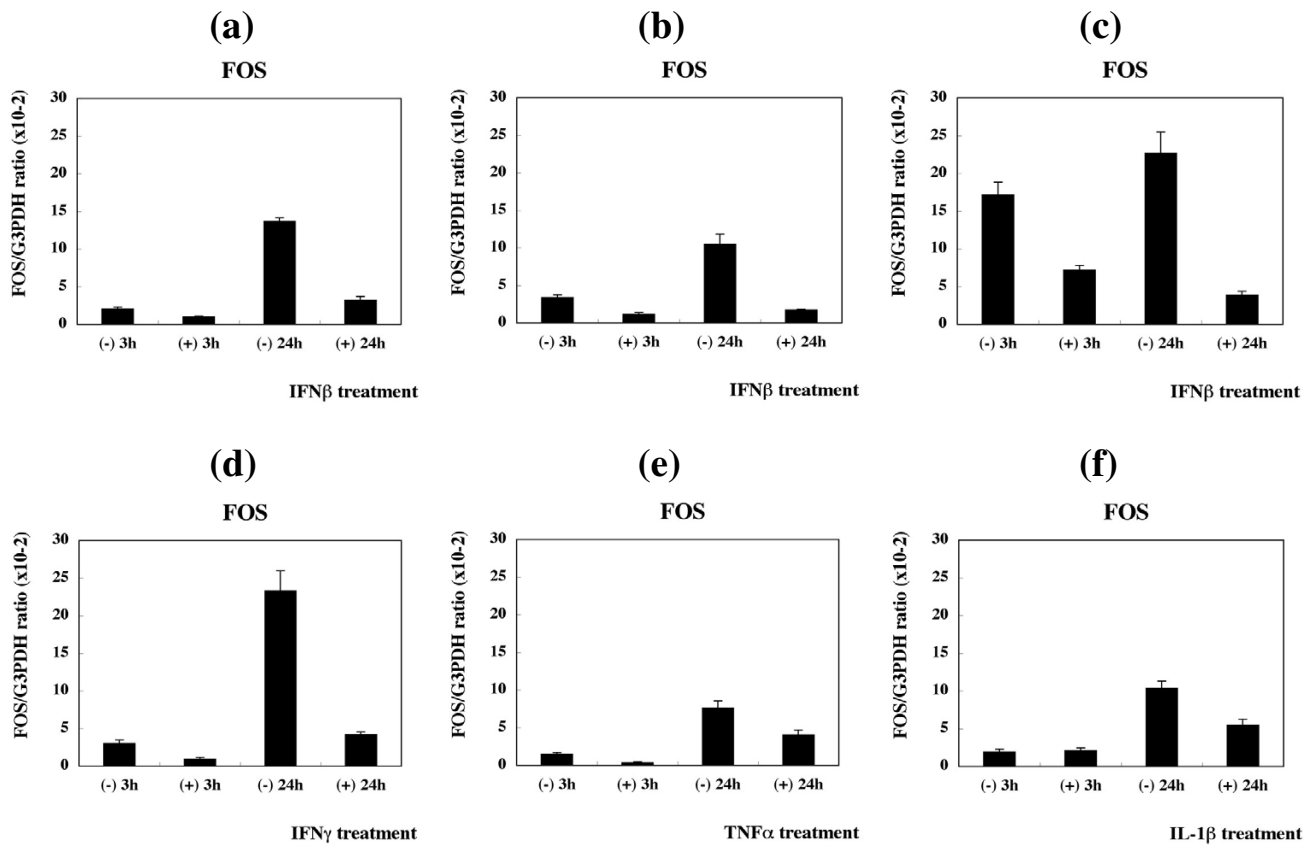 (a)
FOS
FOS/G3PDH ratio (x10-2)
30
25
20
15
10
5
0
(-) 3h (+) 3h (-) 24h (+) 24h
IFNβ treatment
(b)
FOS
FOS/G3PDH ratio (x10-2)
30
25
20
15
10
5
0
(-) 3h (+) 3h (-) 24h (+) 24h
IFNβ treatment
(c)
FOS
FOS/G3PDH ratio (x10-2)
30
25
20
15
10
5
0
(-) 3h (+) 3h (-) 24h (+) 24h
IFNβ treatment
(d)
FOS
FOS/G3PDH ratio (x10-2)
30
25
20
15
10
5
0
(-) 3h (+) 3h (-) 24h (+) 24h
IFNγ treatment
(e)
FOS
FOS/G3PDH ratio (x10-2)
30
25
20
15
10
5
0
(-) 3h (+) 3h (-) 24h (+) 24h
TNFα treatment
(f)
FOS
FOS/G3PDH ratio (x10-2)
30
25
20
15
10
5
0
(-) 3h (+) 3h (-) 24h (+) 24h
IL-1β treatment